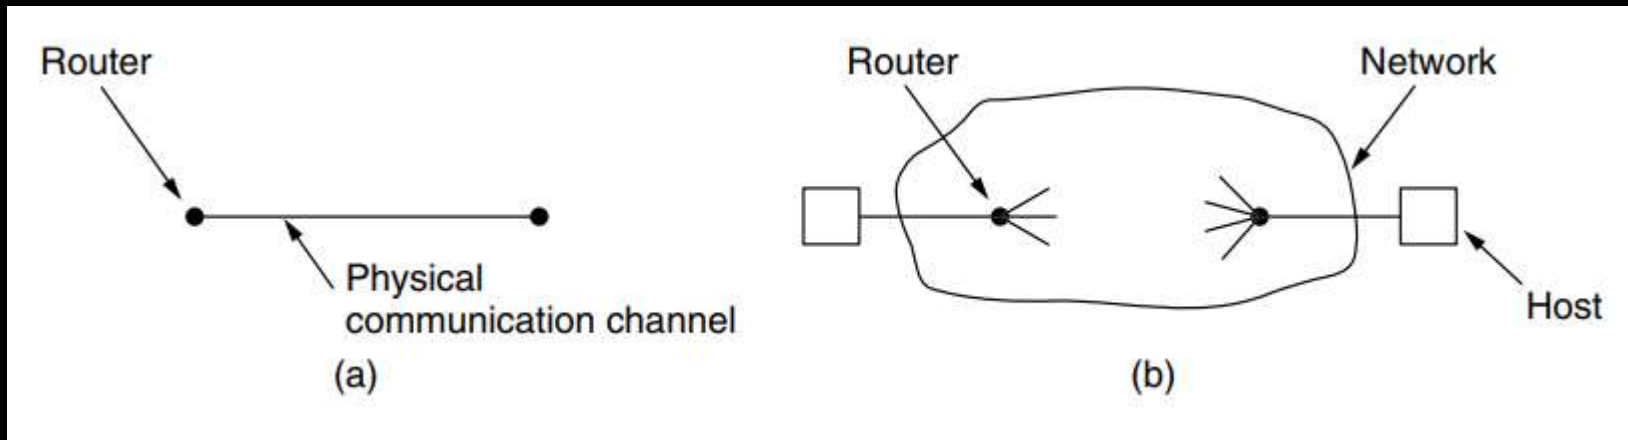 Router
Physical
communication channel
(a)
Router
Network
Host
(b)